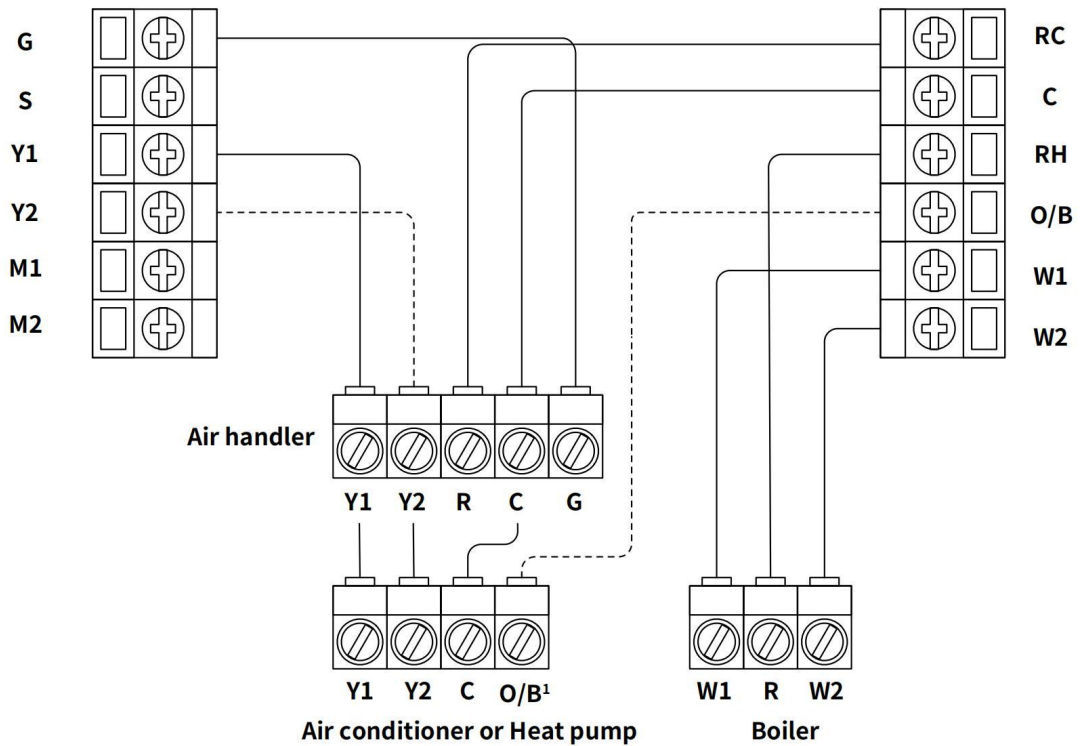 G
S
Y1
Y2
M1
M2
RC
C
RH
O/B
W1
W2
Air handler
Y1 Y2 R C G
Y1 Y2 C O/B¹
Air conditioner or Heat pump
W1 R W2
Boiler